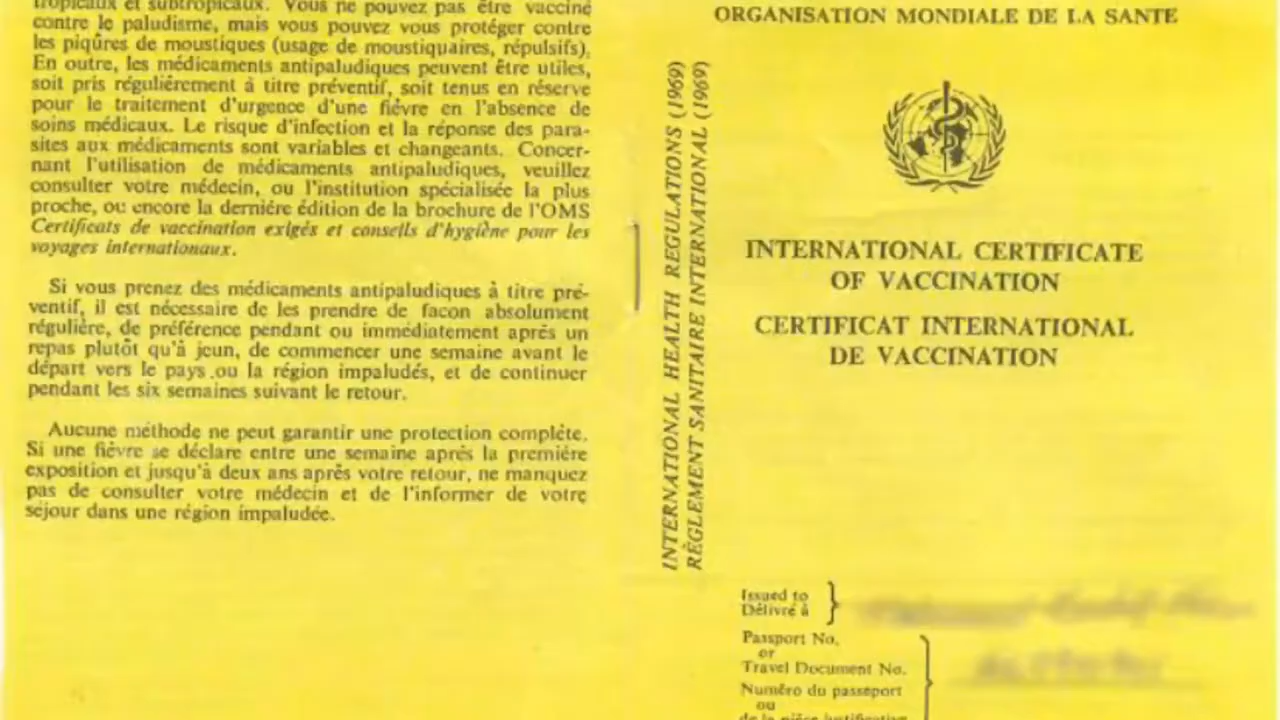 tropicaux et subtropicaux. Vous ne pouvez pas être vacciné
contre le paludisme, mais vous pouvez vous protéger contre
les piqûres de moustiques (usage de moustiquaires, répulsifs).
En outre, les médicaments antipaludiques peuvent être utiles,
soit pris régulièrement à titre préventif, soit tenus en réserve
pour le traitement d'urgence d'une fièvre en l'absence de
soins médicaux. Le risque d'infection et la réponse des para-
sites aux médicaments sont variables et changeants. Concer-
nant l'utilisation de médicaments antipaludiques, veuillez
consulter votre médecin, ou l'institution spécialisée la plus
proche, ou encore la dernière édition de la brochure de l'OMS
Certificats de vaccination exigés et conseils d'hygiène pour les
voyages internationaux.
Si vous prenez des médicaments antipaludiques à titre pré-
ventif, il est nécessaire de les prendre de facon absolument
régulière, de préférence pendant ou immédiatement après un
repas plutôt qu'à jeun, de commencer une semaine avant le
départ vers le pays ou la région impaludés, et de continuer
pendant les six semaines suivant le retour.
Aucune méthode ne peut garantir une protection complète.
Si une fièvre se déclare entre une semaine après la première
exposition et jusqu'à deux ans après votre retour, ne manquez
pas de consulter votre médecin et de l'informer de votre
séjour dans une région impaludée.
INTERNATIONAL HEALTH REGULATIONS (1969)
RÈGLEMENT SANITAIRE INTERNATIONAL (1969)
ORGANISATION MONDIALE DE LA SANTE
INTERNATIONAL CERTIFICATE
OF VACCINATION
CERTIFICAT INTERNATIONAL
DE VACCINATION
Issued to
Délivré à
Passport No.
or
Travel Document No.
Numéro du passeport
ou
de la pièce justificative